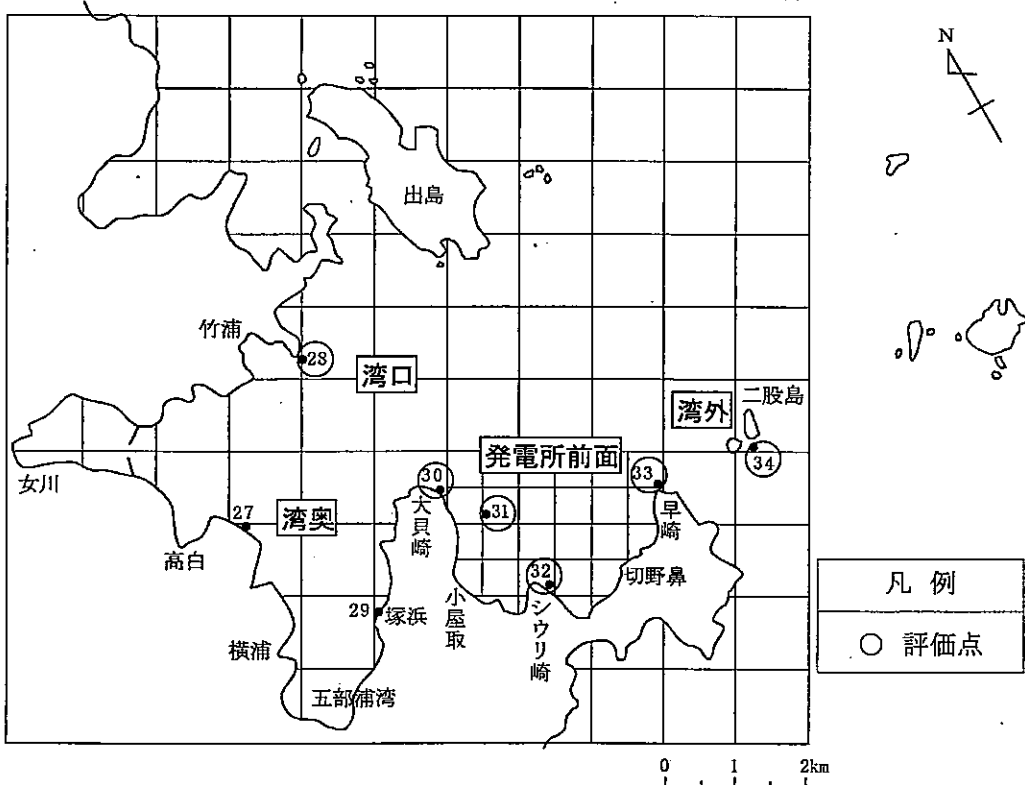 N
出島
竹浦
28
湾口
湾外
二股島
34
発電所前面
30
33
31
女川
27
湾奥
大貝崎
早崎
高白
32
切野鼻
29
塚浜
小屋取
シウリ崎
横浦
五部浦湾
凡例
○ 評価点
0 1 2km